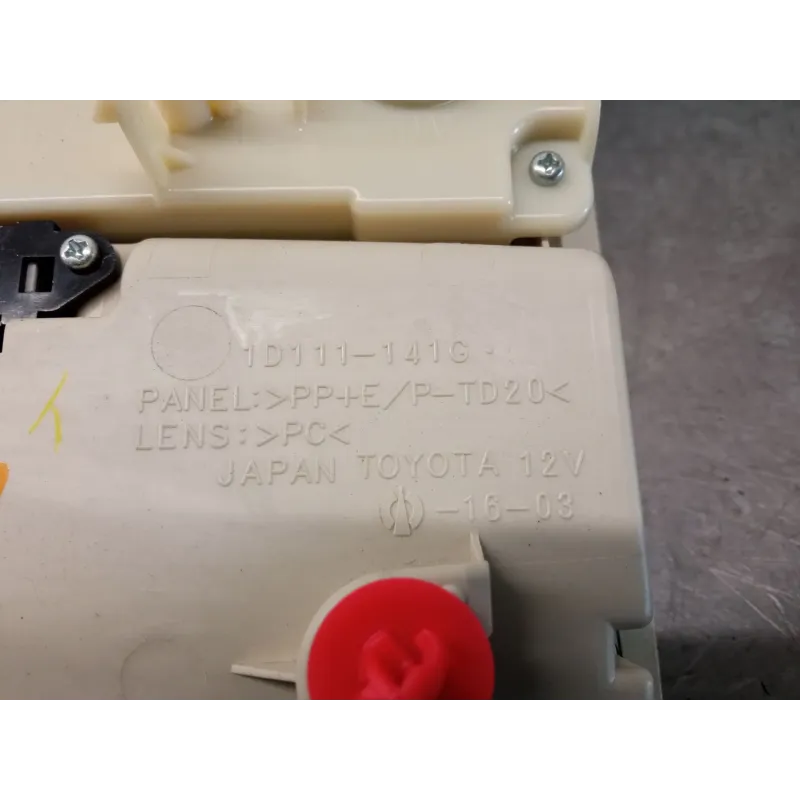 1D111-141G
PANEL:>PP+E/P-TD20<
LENS:>PC<
JAPAN TOYOTA 12V
-16-03